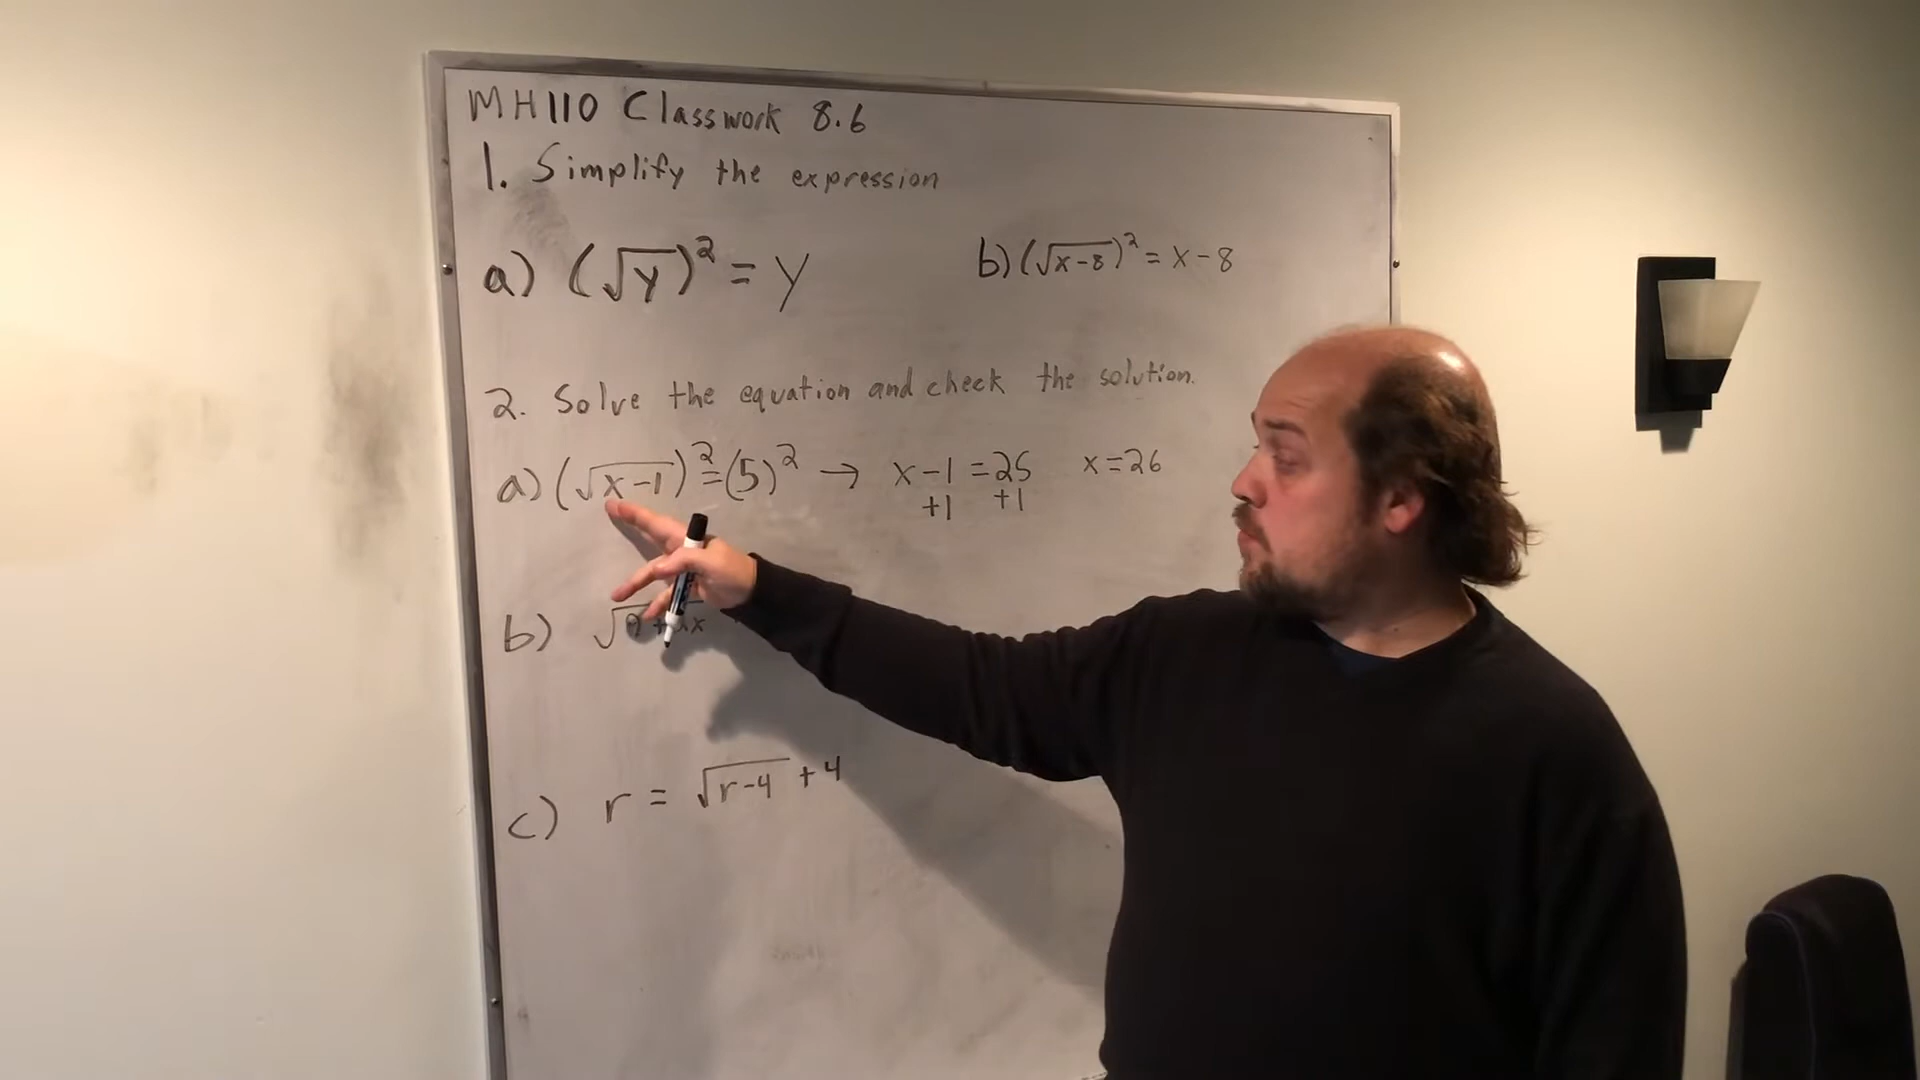 MH110 Classwork 8.6
1. Simplify the expression
a) (√y)² = y
b) (√x-8)² = x-8
2. Solve the equation and check the solution.
a) (√x-1)² = (5)² → x-1 = 25 x=26
+1 +1
b)
c) r = √r-4 + 4